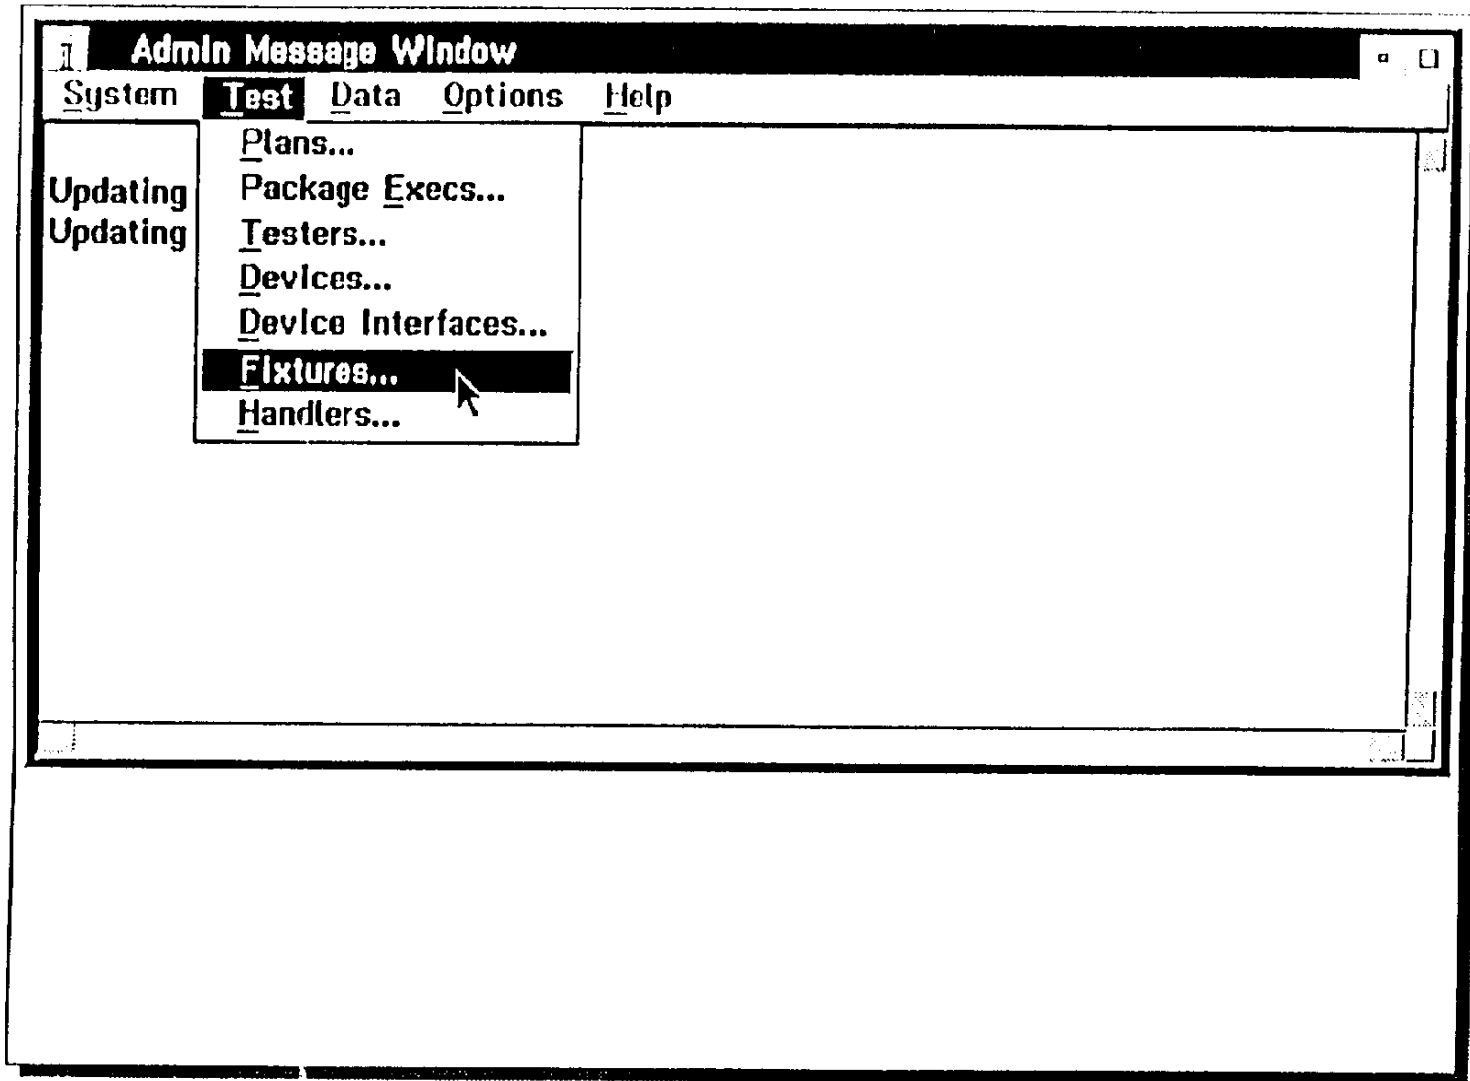 Admin Message Window
System Test Data Options Help
Plans...
Updating Package Execs...
Updating Testers...
Devices...
Device Interfaces...
Fixtures...
Handlers...